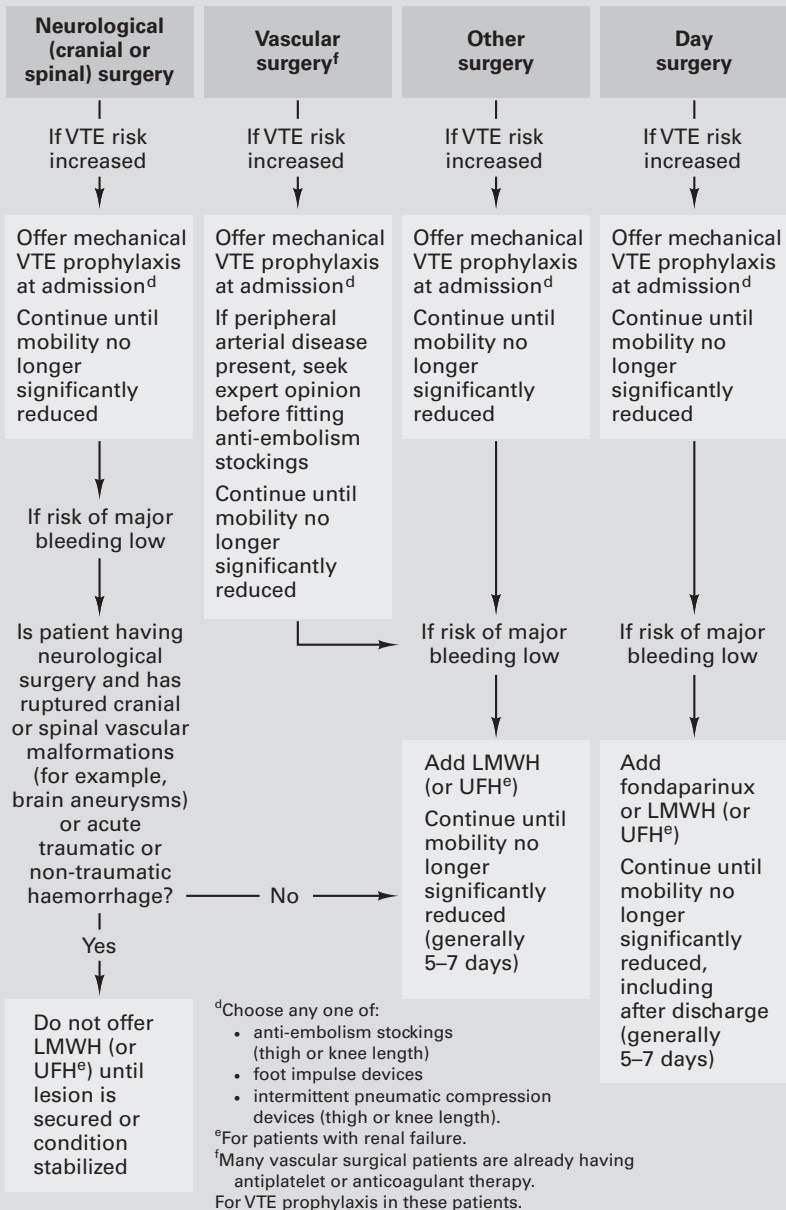 Neurological
(cranial or
spinal) surgery
If VTE risk
increased
Offer mechanical
VTE prophylaxis
at admissionᵈ
Continue until
mobility no
longer
significantly
reduced
If risk of major
bleeding low
Is patient having
neurological
surgery and has
ruptured cranial
or spinal vascular
malformations
(for example,
brain aneurysms)
or acute
traumatic or
non-traumatic
haemorrhage?
No
Yes
Do not offer
LMWH (or
UFHᵉ) until
lesion is
secured or
condition
stabilized
Vascular
surgeryᶠ
If VTE risk
increased
Offer mechanical
VTE prophylaxis
at admissionᵈ
If peripheral
arterial disease
present, seek
expert opinion
before fitting
anti-embolism
stockings
Continue until
mobility no
longer
significantly
reduced
Other
surgery
If VTE risk
increased
Offer mechanical
VTE prophylaxis
at admissionᵈ
Continue until
mobility no
longer
significantly
reduced
If risk of major
bleeding low
Add LMWH
(or UFHᵉ)
Continue until
mobility no
longer
significantly
reduced
(generally
5–7 days)
Day
surgery
If VTE risk
increased
Offer mechanical
VTE prophylaxis
at admissionᵈ
Continue until
mobility no
longer
significantly
reduced
If risk of major
bleeding low
Add
fondaparinux
or LMWH (or
UFHᵉ)
Continue until
mobility no
longer
significantly
reduced,
including
after discharge
(generally
5–7 days)
ᵈChoose any one of:
• anti-embolism stockings
(thigh or knee length)
• foot impulse devices
• intermittent pneumatic compression
devices (thigh or knee length).
ᵉFor patients with renal failure.
ᶠMany vascular surgical patients are already having
antiplatelet or anticoagulant therapy.
For VTE prophylaxis in these patients.